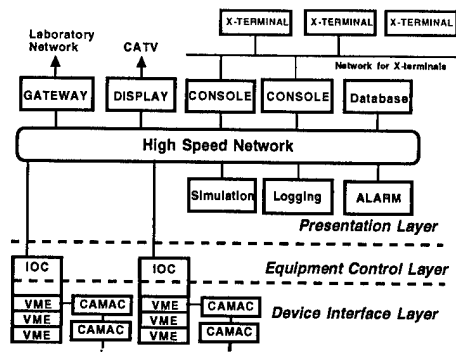 X-TERMINAL X-TERMINAL X-TERMINAL
Laboratory
Network
CATV
Network for X-terminals
GATEWAY DISPLAY CONSOLE CONSOLE Database
High Speed Network
Simulation Logging ALARM
Presentation Layer
IOC IOC Equipment Control Layer
VME CAMAC VME CAMAC Device Interface Layer
VME CAMAC VME CAMAC
VME VME